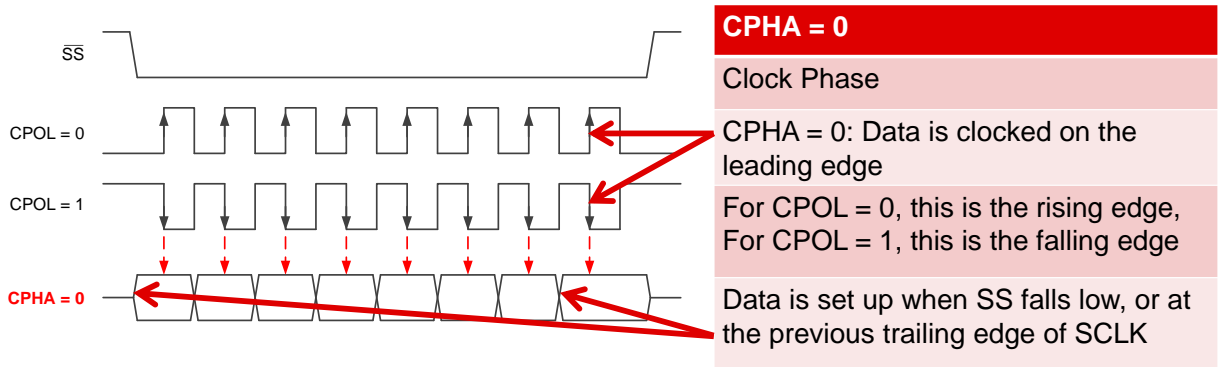 SS
CPOL = 0
CPOL = 1
CPHA = 0
CPHA = 0
Clock Phase
CPHA = 0: Data is clocked on the
leading edge
For CPOL = 0, this is the rising edge,
For CPOL = 1, this is the falling edge
Data is set up when SS falls low, or at
the previous trailing edge of SCLK